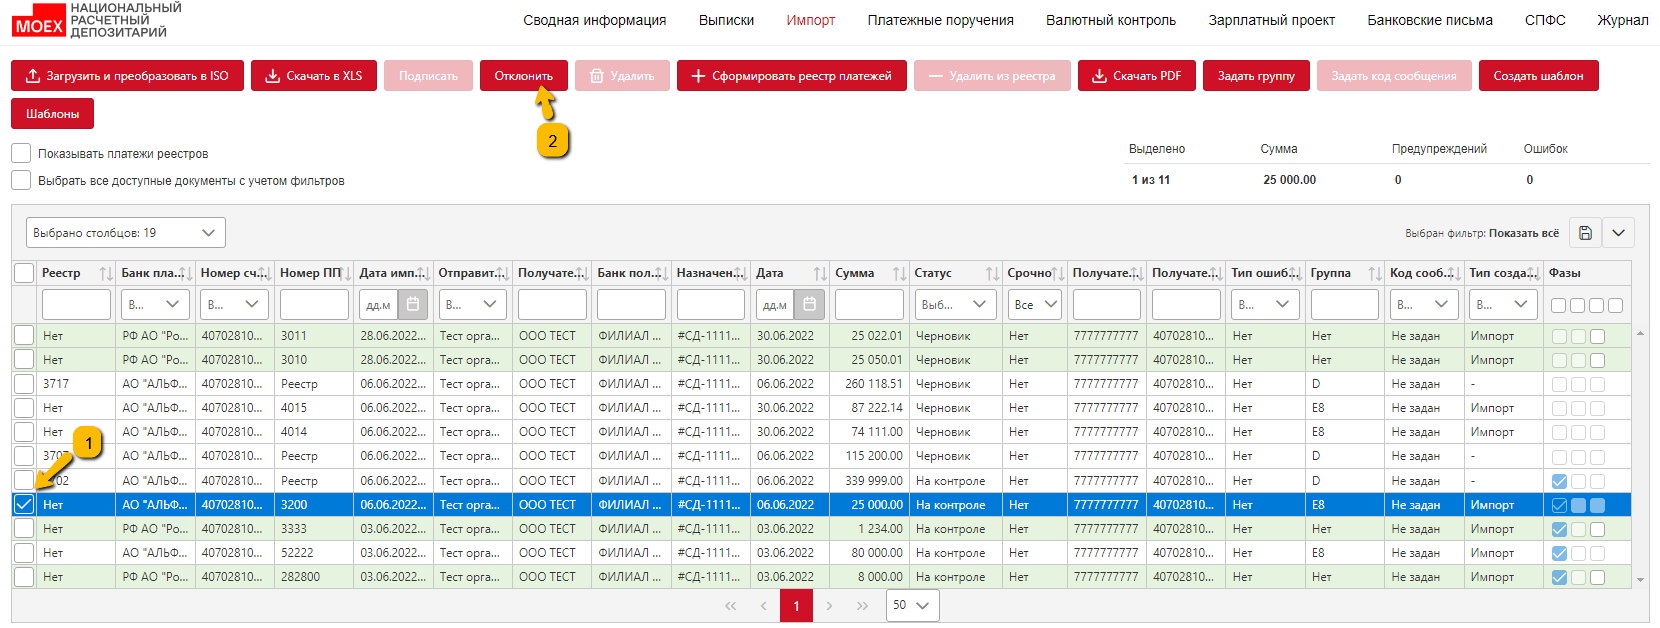 MOEX НАЦИОНАЛЬНЫЙ РАСЧЕТНЫЙ ДЕПОЗИТАРИЙ
Сводная информация Выписки Импорт Платежные поручения Валютный контроль Зарплатный проект Банковские письма СПФС Журнал
Загрузить и преобразовать в ISO Скачать в XLS Подписать Отклонить Удалить Сформировать реестр платежей Удалить из реестра Скачать PDF Задать группу Задать код сообщения Создать шаблон
Шаблоны
2
Показывать платежи реестров
Выбрать все доступные документы с учетом фильтров
Выделено Сумма Предупреждений Ошибок
1 из 11 25 000.00 0 0
Выбрано столбцов: 19
Выбран фильтр: Показать всё
Реестр Банк пла... Номер сч... Номер ПП Дата имп... Отправит... Получате... Банк пол... Назначен... Дата Сумма Статус Срочно Получате... Получате... Тип ошиб... Группа Код сооб... Тип созда... Фазы
В... В... дд.м В... дд.м Выб... Все В... В... В...
Нет РФ АО "Ро... 40702810... 3011 28.06.2022... Тест орга... ООО ТЕСТ ФИЛИАЛ ... #СД-1111... 30.06.2022 25 022.01 Черновик Нет 7777777777 40702810... Нет Нет Не задан Импорт
Нет РФ АО "Ро... 40702810... 3010 28.06.2022... Тест орга... ООО ТЕСТ ФИЛИАЛ ... #СД-1111... 30.06.2022 25 050.01 Черновик Нет 7777777777 40702810... Нет Нет Не задан Импорт
3717 АО "АЛЬФ... 40702810... Реестр 06.06.2022... Тест орга... ООО ТЕСТ ФИЛИАЛ ... #СД-1111... 06.06.2022 260 118.51 Черновик Нет 7777777777 40702810... Нет D Не задан -
Нет АО "АЛЬФ... 40702810... 4015 06.06.2022... Тест орга... ООО ТЕСТ ФИЛИАЛ ... #СД-1111... 30.06.2022 87 222.14 Черновик Нет 7777777777 40702810... Нет E8 Не задан Импорт
Нет АО "АЛЬФ... 40702810... 4014 06.06.2022... Тест орга... ООО ТЕСТ ФИЛИАЛ ... #СД-1111... 30.06.2022 74 111.00 Черновик Нет 7777777777 40702810... Нет E8 Не задан Импорт
1
АО "АЛЬФ... 40702810... Реестр 06.06.2022... Тест орга... ООО ТЕСТ ФИЛИАЛ ... #СД-1111... 06.06.2022 115 200.00 Черновик Нет 7777777777 40702810... Нет D Не задан -
АО "АЛЬФ... 40702810... Реестр 06.06.2022... Тест орга... ООО ТЕСТ ФИЛИАЛ ... #СД-1111... 06.06.2022 339 999.00 На контроле Нет 7777777777 40702810... Нет D Не задан -
Нет АО "АЛЬФ... 40702810... 3200 06.06.2022... Тест орга... ООО ТЕСТ ФИЛИАЛ ... #СД-1111... 06.06.2022 25 000.00 На контроле Нет 7777777777 40702810... Нет E8 Не задан Импорт
Нет РФ АО "Ро... 40702810... 3333 03.06.2022... Тест орга... ООО ТЕСТ ФИЛИАЛ ... #СД-1111... 03.06.2022 1 234.00 На контроле Нет 7777777777 40702810... Нет Нет Не задан Импорт
Нет АО "АЛЬФ... 40702810... 52222 03.06.2022... Тест орга... ООО ТЕСТ ФИЛИАЛ ... #СД-1111... 03.06.2022 80 000.00 На контроле Нет 7777777777 40702810... Нет E8 Не задан Импорт
Нет РФ АО "Ро... 40702810... 282800 03.06.2022... Тест орга... ООО ТЕСТ ФИЛИАЛ ... #СД-1111... 03.06.2022 8 000.00 На контроле Нет 7777777777 40702810... Нет Нет Не задан Импорт
1 50